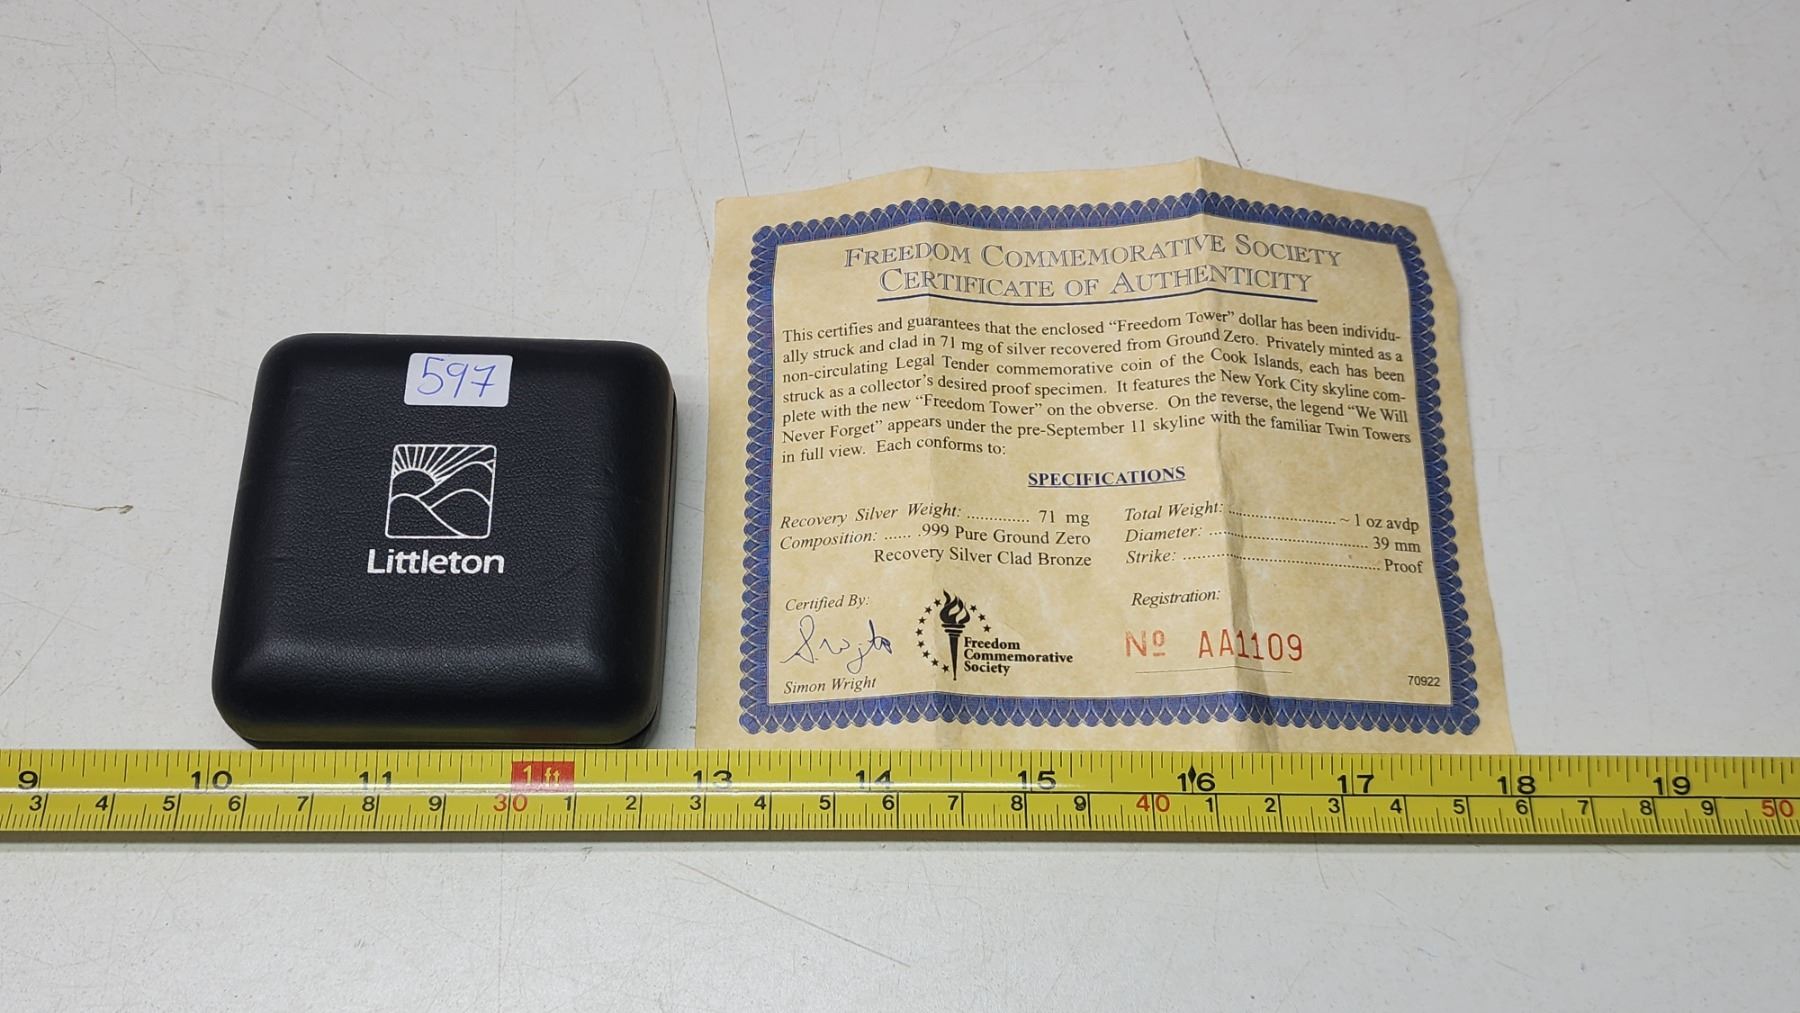 597
Littleton
FREEDOM COMMEMORATIVE SOCIETY
CERTIFICATE OF AUTHENTICITY
This certifies and guarantees that the enclosed “Freedom Tower” dollar has been individu-
ally struck and clad in 71 mg of silver recovered from Ground Zero. Privately minted as a
non-circulating Legal Tender commemorative coin of the Cook Islands, each has been
struck as a collector's desired proof specimen. It features the New York City skyline com-
plete with the new “Freedom Tower” on the obverse. On the reverse, the legend “We Will
Never Forget” appears under the pre-September 11 skyline with the familiar Twin Towers
in full view. Each conforms to:
SPECIFICATIONS
Recovery Silver Weight: ............. 71 mg
Composition: ...... .999 Pure Ground Zero
Recovery Silver Clad Bronze
Total Weight: ........................ ~ 1 oz avdp
Diameter: ................................... 39 mm
Strike: .......................................... Proof
Certified By:
Simon Wright
Freedom
Commemorative
Society
Registration:
Nº AA1109
70922
9 10 11 1 ft 13 14 15 16 17 18 19
3 4 5 6 7 8 9 30 1 2 3 4 5 6 7 8 9 40 1 2 3 4 5 6 7 8 9 50